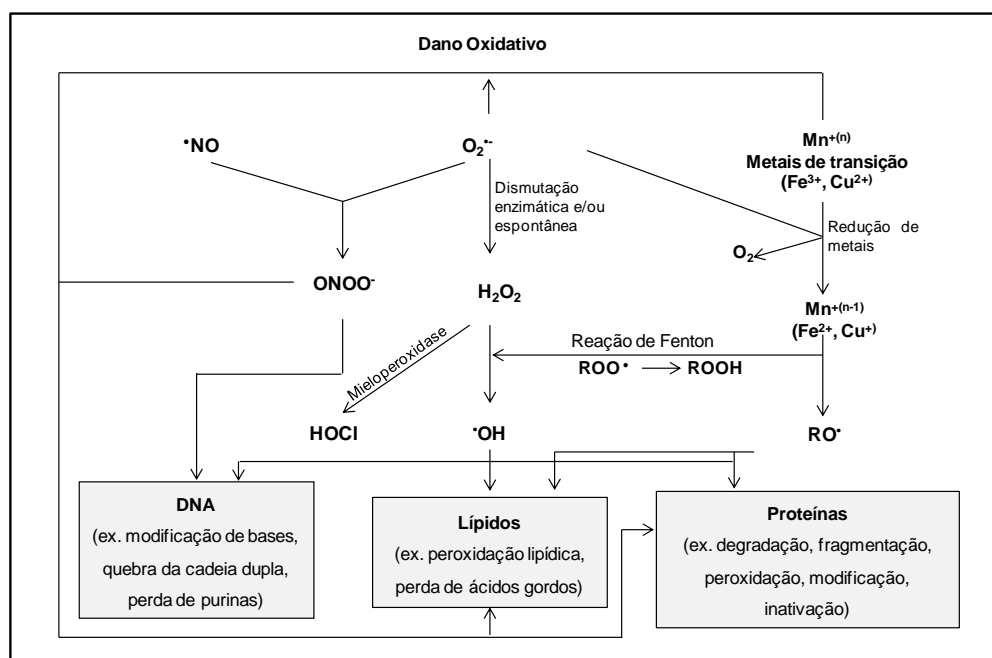 Dano Oxidativo
•NO
O₂•-
Mn+(n)
Metais de transição
(Fe³⁺, Cu²⁺)
Dismutação
enzimática e/ou
espontânea
Redução de
metais
O₂
ONOO⁻
H₂O₂
Mn+(n-1)
(Fe²⁺, Cu⁺)
Reação de Fenton
ROO• ROOH
Mieloperoxidase
HOCl
•OH
RO•
DNA
(ex. modificação de bases,
quebra da cadeia dupla,
perda de purinas)
Lípidos
(ex. peroxidação lipídica,
perda de ácidos gordos)
Proteínas
(ex. degradação, fragmentação,
peroxidação, modificação,
inativação)